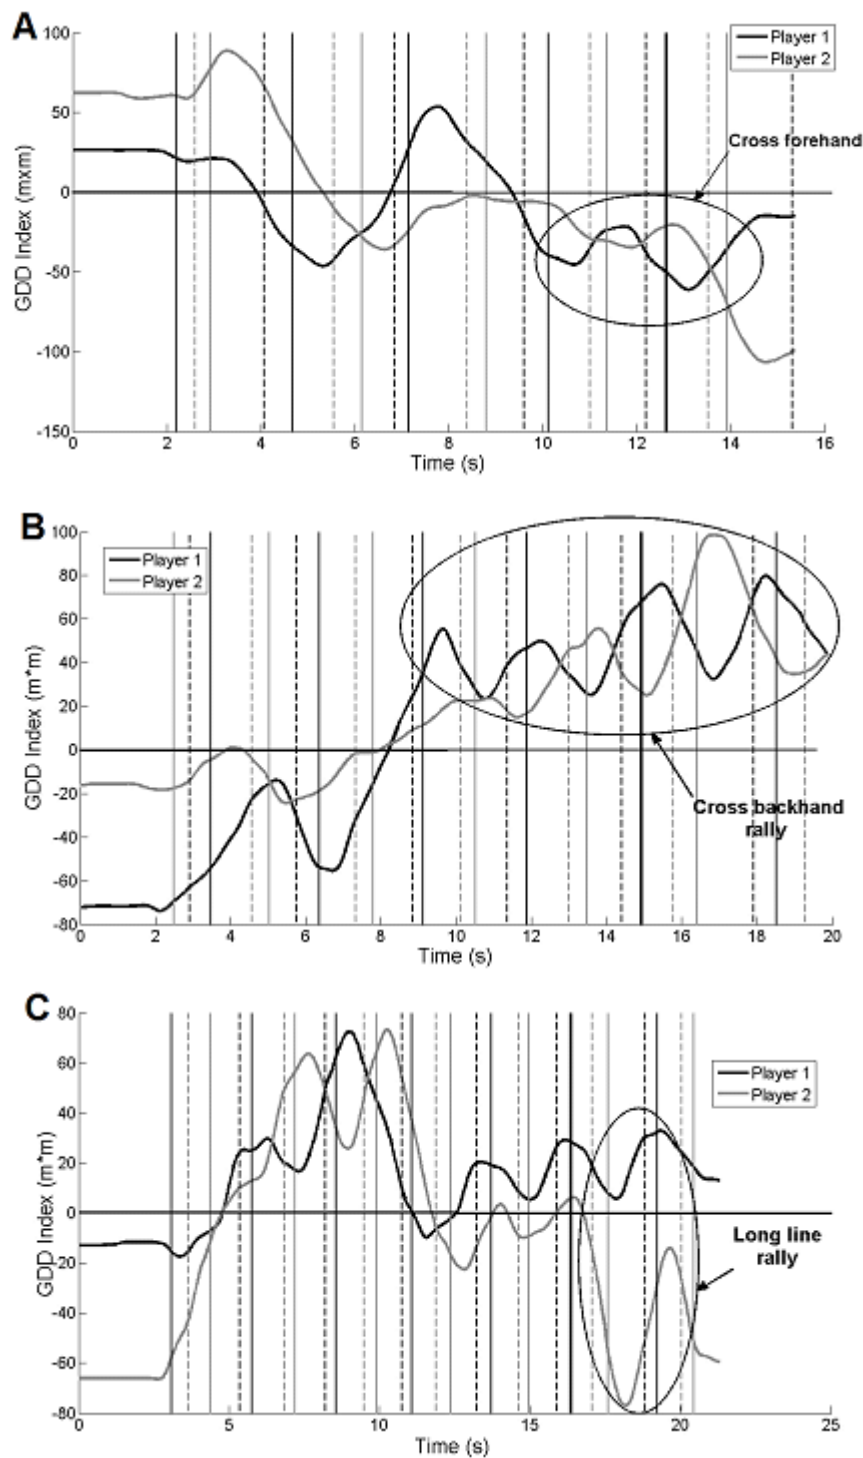 A
100
50
0
-50
-100
-150
GDD Index (mxm)
0
2
4
6
8
10
12
14
16
Time (s)
Player 1
Player 2
Cross forehand
B
100
80
60
40
20
0
-20
-40
-60
-80
GDD Index (m*m)
0
2
4
6
8
10
12
14
16
18
20
Time (s)
Player 1
Player 2
Cross backhand
rally
C
80
60
40
20
0
-20
-40
-60
-80
GDD Index (m*m)
0
5
10
15
20
25
Time (s)
Player 1
Player 2
Long line
rally